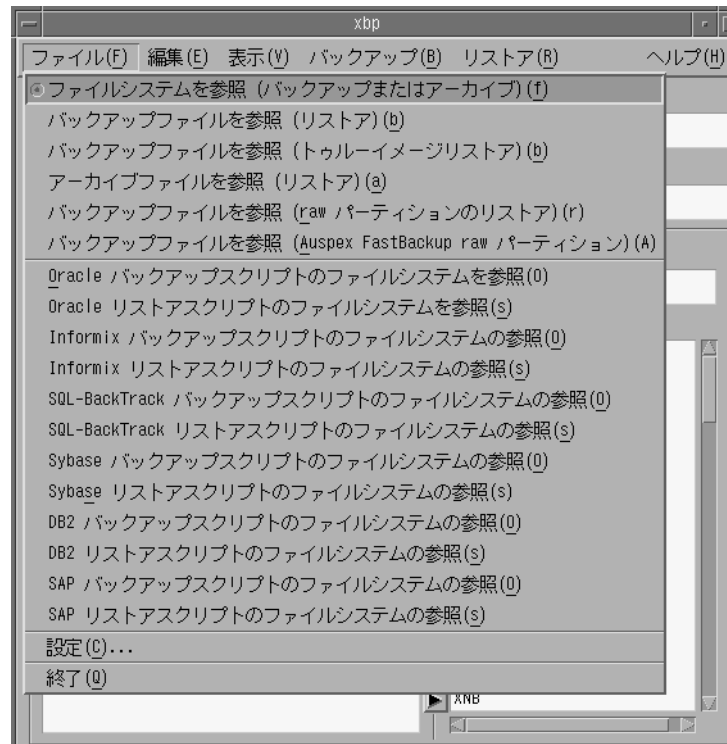 xbp
ファイル(F) 編集(E) 表示(V) バックアップ(B) リストア(R) ヘルプ(H)
ファイルシステムを参照 (バックアップまたはアーカイブ)(f)
バックアップファイルを参照 (リストア)(b)
バックアップファイルを参照 (トゥルーイメージリストア)(b)
アーカイブファイルを参照 (リストア)(a)
バックアップファイルを参照 (raw パーティションのリストア)(r)
バックアップファイルを参照 (Auspex FastBackup raw パーティション)(A)
Oracle バックアップスクリプトのファイルシステムを参照(O)
Oracle リストアスクリプトのファイルシステムを参照(s)
Informix バックアップスクリプトのファイルシステムの参照(O)
Informix リストアスクリプトのファイルシステムの参照(s)
SQL-BackTrack バックアップスクリプトのファイルシステムの参照(O)
SQL-BackTrack リストアスクリプトのファイルシステムの参照(s)
Sybase バックアップスクリプトのファイルシステムの参照(O)
Sybase リストアスクリプトのファイルシステムの参照(s)
DB2 バックアップスクリプトのファイルシステムの参照(O)
DB2 リストアスクリプトのファイルシステムの参照(s)
SAP バックアップスクリプトのファイルシステムの参照(O)
SAP リストアスクリプトのファイルシステムの参照(s)
設定(C)...
終了(Q)
XNB